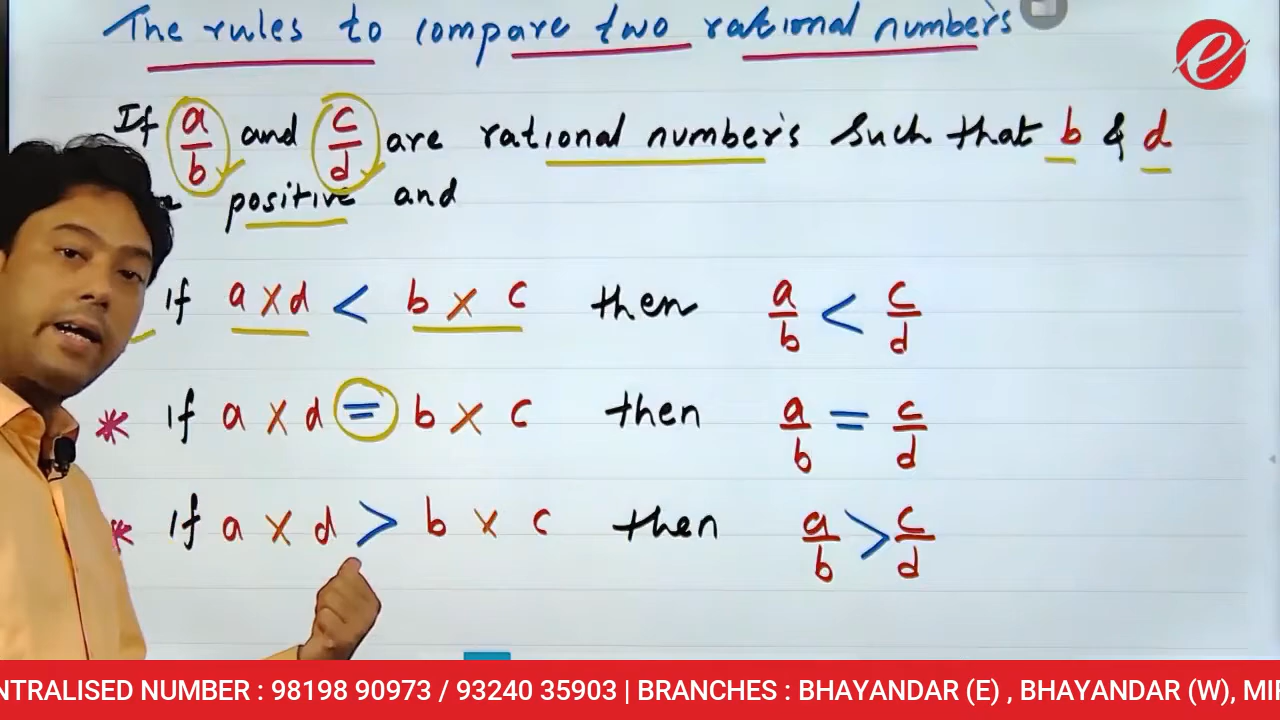 The rules to compare two rational numbers
If a/b and c/d are rational numbers such that b & d
positive and
If a × d < b × c then a/b < c/d
* If a × d = b × c then a/b = c/d
* If a × d > b × c then a/b > c/d
NTRALISED NUMBER : 98198 90973 / 93240 35903 | BRANCHES : BHAYANDAR (E) , BHAYANDAR (W), MI